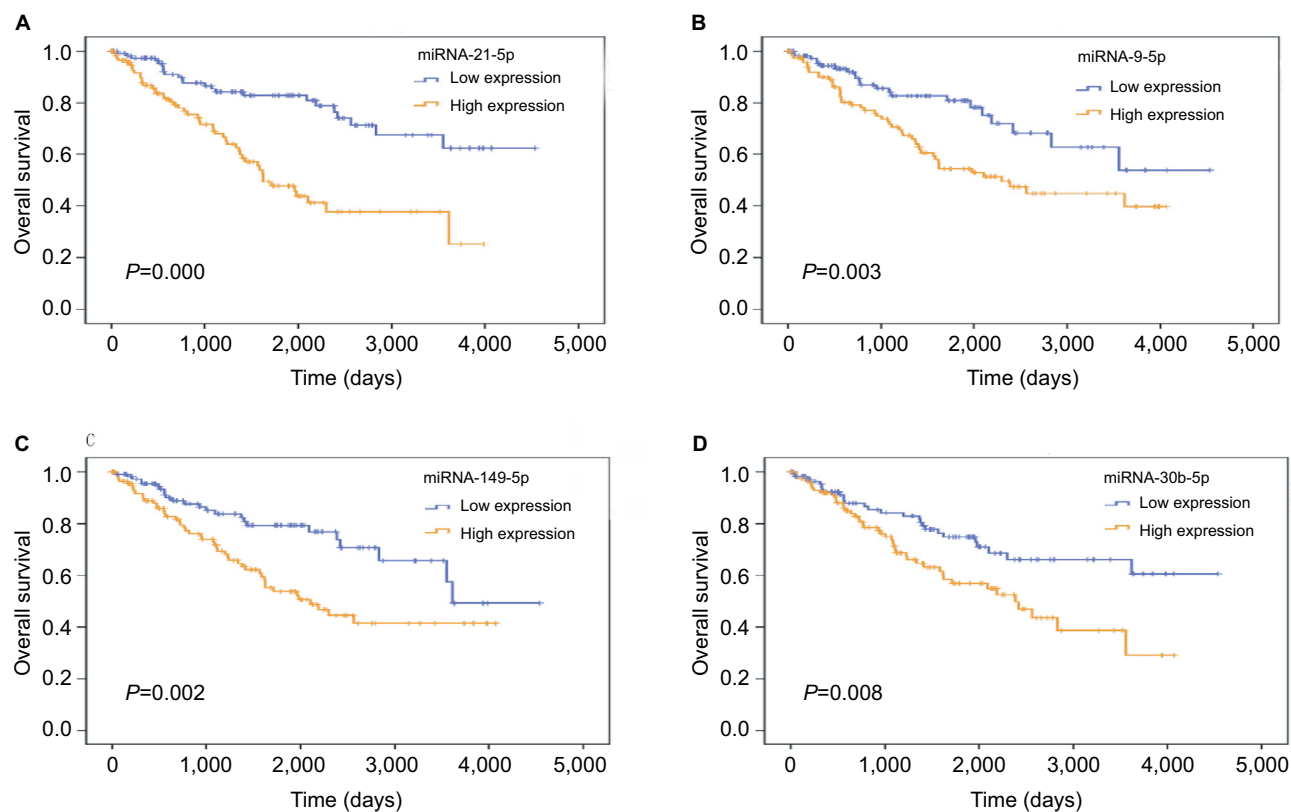 A
miRNA-21-5p
Low expression
High expression
Overall survival
1.0
0.8
0.6
0.4
0.2
0.0
P=0.000
0 1,000 2,000 3,000 4,000 5,000
Time (days)
B
miRNA-9-5p
Low expression
High expression
Overall survival
1.0
0.8
0.6
0.4
0.2
0.0
P=0.003
0 1,000 2,000 3,000 4,000 5,000
Time (days)
C
C
miRNA-149-5p
Low expression
High expression
Overall survival
1.0
0.8
0.6
0.4
0.2
0.0
P=0.002
0 1,000 2,000 3,000 4,000 5,000
Time (days)
D
miRNA-30b-5p
Low expression
High expression
Overall survival
1.0
0.8
0.6
0.4
0.2
0.0
P=0.008
0 1,000 2,000 3,000 4,000 5,000
Time (days)